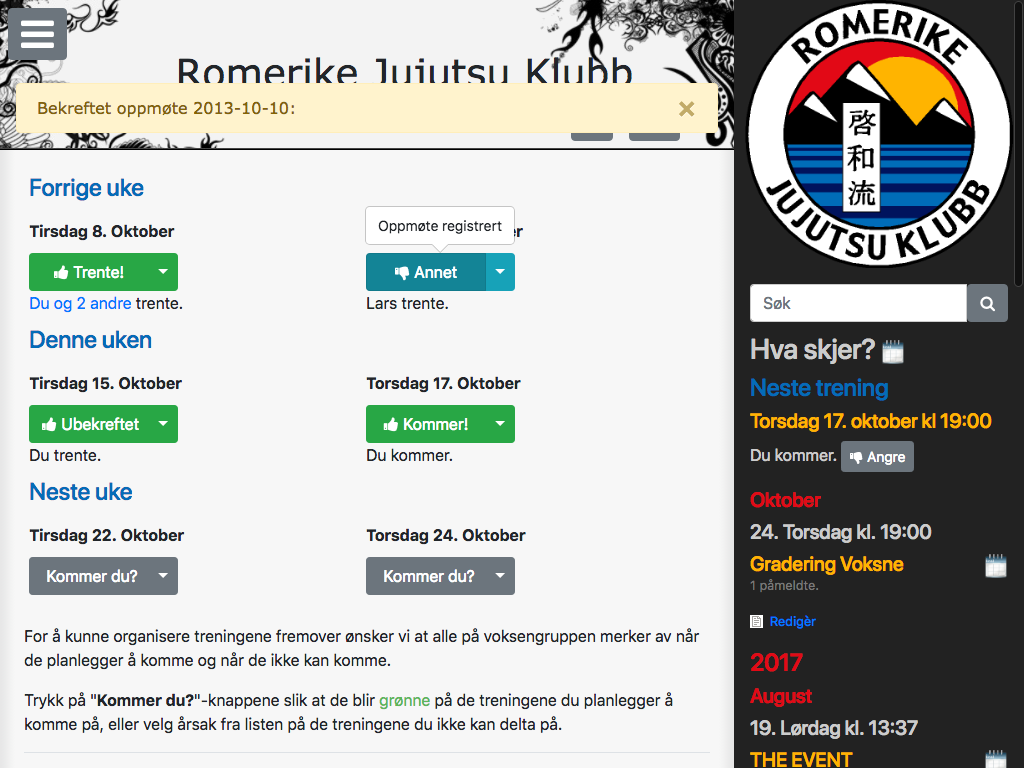 Romerike Jujutsu Klubb
Bekreftet oppmøte 2013-10-10:
×
Forrige uke
Tirsdag 8. Oktober
Oppmøte registrert
Trente!
Annet
Du og 2 andre trente.
Lars trente.
Denne uken
Tirsdag 15. Oktober
Torsdag 17. Oktober
Ubekreftet
Kommer!
Du trente.
Du kommer.
Neste uke
Tirsdag 22. Oktober
Torsdag 24. Oktober
Kommer du?
Kommer du?
For å kunne organisere treningene fremover ønsker vi at alle på voksengruppen merker av når
de planlegger å komme og når de ikke kan komme.
Trykk på "Kommer du?"-knappene slik at de blir grønne på de treningene du planlegger å
komme på, eller velg årsak fra listen på de treningene du ikke kan delta på.
ROMERIKE
啓和流
JUJUTSU KLUBB
Søk
Hva skjer?
Neste trening
Torsdag 17. oktober kl 19:00
Du kommer. Angre
Oktober
24. Torsdag kl. 19:00
Gradering Voksne
1 påmeldte.
Redigèr
2017
August
19. Lørdag kl. 13:37
THE EVENT